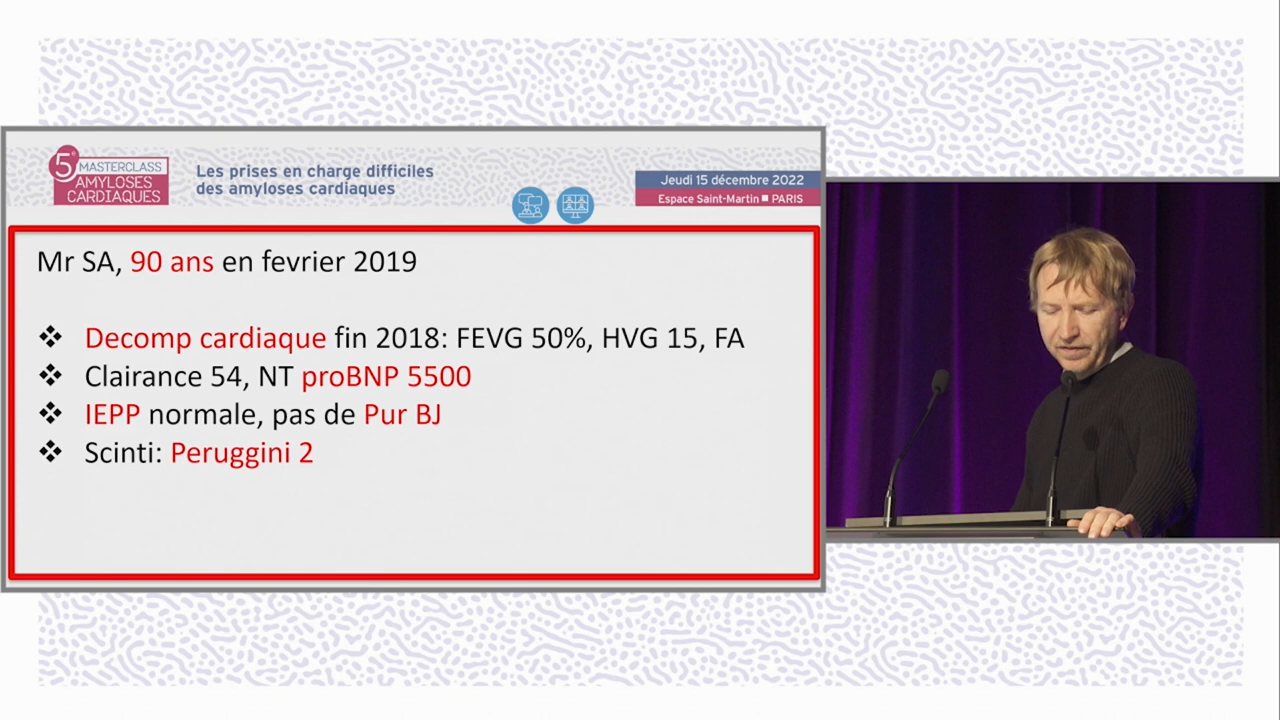 5e MASTERCLASS
AMYLOSES
CARDIAQUES
Les prises en charge difficiles
des amyloses cardiaques
Jeudi 15 décembre 2022
Espace Saint-Martin ■ PARIS
Mr SA, 90 ans en fevrier 2019
❖ Decomp cardiaque fin 2018: FEVG 50%, HVG 15, FA
❖ Clairance 54, NT proBNP 5500
❖ IEPP normale, pas de Pur BJ
❖ Scinti: Peruggini 2